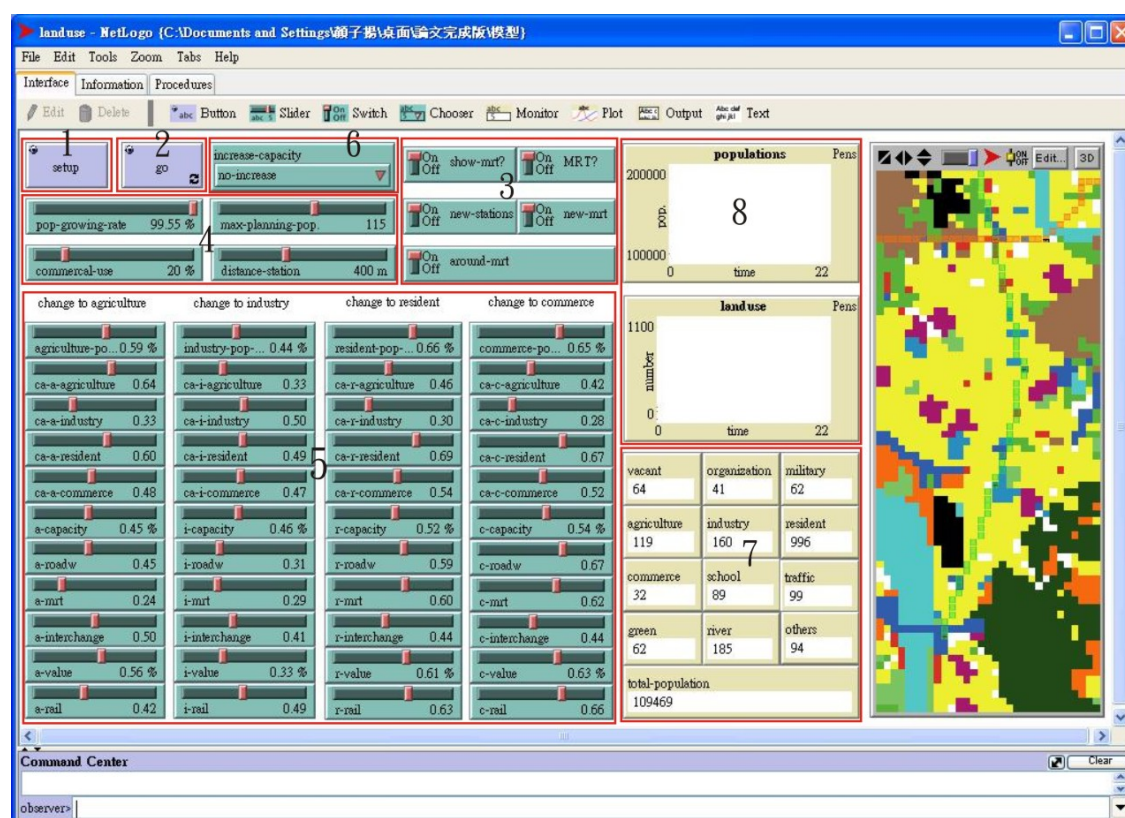 landuse - NetLogo {C:\Documents and Settings\顏子揚\桌面\論文完成版\模型}
File Edit Tools Zoom Tabs Help
Interface Information Procedures
Edit Delete abc Button abc 5 Slider On Off Switch abc Chooser abc Monitor Plot Output Abc def ghi jkl Text
1 setup
2 go
6
increase-capacity
no-increase
4
pop-growing-rate 99.55 %
max-planning-pop. 115
commercal-use 20 %
distance-station 400 m
3
On Off show-mrt?
On Off MRT?
On Off new-stations
On Off new-mrt
On Off around-mrt
5
change to agriculture change to industry change to resident change to commerce
agriculture-po... 0.59 % industry-pop-... 0.44 % resident-pop-... 0.66 % commerce-po... 0.65 %
ca-a-agriculture 0.64 ca-i-agriculture 0.33 ca-r-agriculture 0.46 ca-c-agriculture 0.42
ca-a-industry 0.33 ca-i-industry 0.50 ca-r-industry 0.30 ca-c-industry 0.28
ca-a-resident 0.60 ca-i-resident 0.49 ca-r-resident 0.69 ca-c-resident 0.67
ca-a-commerce 0.48 ca-i-commerce 0.47 ca-r-commerce 0.54 ca-c-commerce 0.52
a-capacity 0.45 % i-capacity 0.46 % r-capacity 0.52 % c-capacity 0.54 %
a-roadw 0.45 i-roadw 0.31 r-roadw 0.59 c-roadw 0.67
a-mrt 0.24 i-mrt 0.29 r-mrt 0.60 c-mrt 0.62
a-interchange 0.50 i-interchange 0.41 r-interchange 0.44 c-interchange 0.44
a-value 0.56 % i-value 0.33 % r-value 0.61 % c-value 0.63 %
a-rail 0.42 i-rail 0.49 r-rail 0.63 c-rail 0.66
populations Pens
200000
pop.
8
100000
0 time 22
landuse Pens
1100
number
0
0 time 22
7
vacant organization military
64 41 62
agriculture industry resident
119 160 996
commerce school traffic
32 89 99
green river others
62 185 94
total-population
109469
ON OFF Edit... 3D
Command Center Clear
observer>